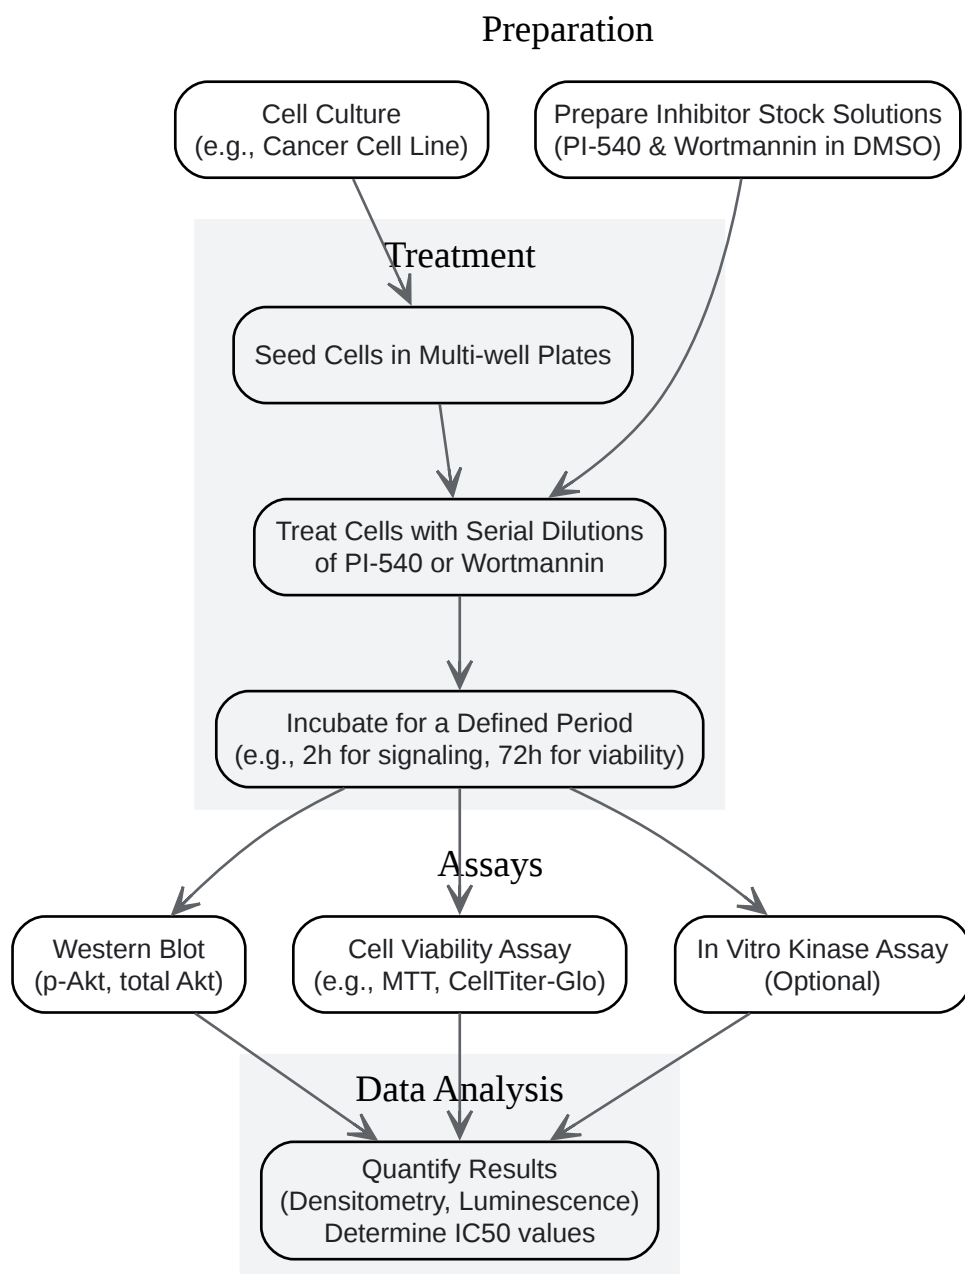 Preparation
Cell Culture
(e.g., Cancer Cell Line)
Prepare Inhibitor Stock Solutions
(PI-540 & Wortmannin in DMSO)
Treatment
Seed Cells in Multi-well Plates
Treat Cells with Serial Dilutions
of PI-540 or Wortmannin
Incubate for a Defined Period
(e.g., 2h for signaling, 72h for viability)
Assays
Western Blot
(p-Akt, total Akt)
Cell Viability Assay
(e.g., MTT, CellTiter-Glo)
In Vitro Kinase Assay
(Optional)
Data Analysis
Quantify Results
(Densitometry, Luminescence)
Determine IC50 values